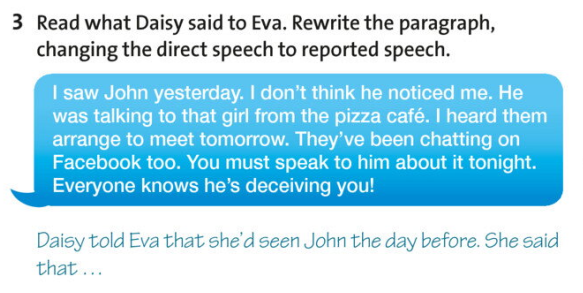 3 Read what Daisy said to Eva. Rewrite the paragraph,
changing the direct speech to reported speech.
I saw John yesterday. I don't think he noticed me. He
was talking to that girl from the pizza café. I heard them
arrange to meet tomorrow. They've been chatting on
Facebook too. You must speak to him about it tonight.
Everyone knows he's deceiving you!
Daisy told Eva that she'd seen John the day before. She said
that ...